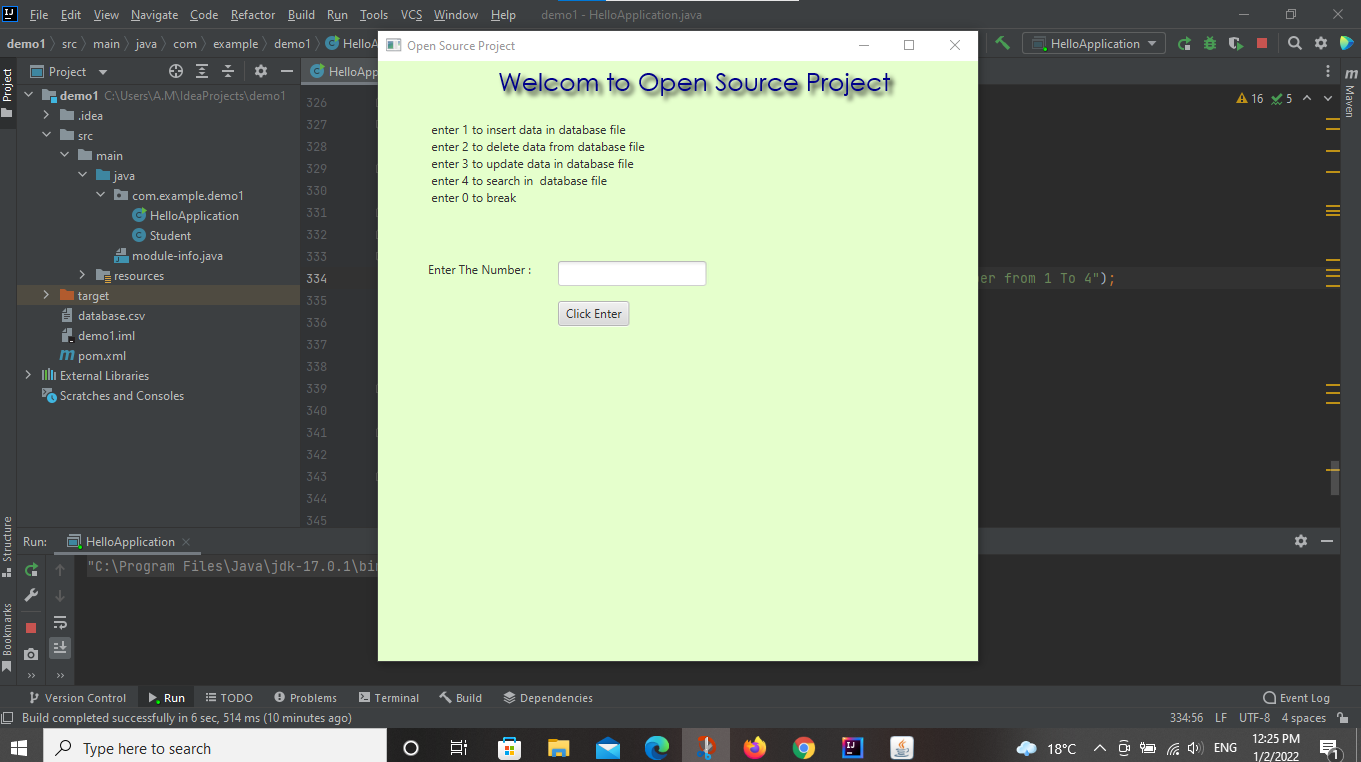 File Edit View Navigate Code Refactor Build Run Tools VCS Window Help demo1 - HelloApplication.java
demo1 src main java com example demo1 HelloA
HelloApplication
Project
HelloApp
Open Source Project
Welcom to Open Source Project
enter 1 to insert data in database file
enter 2 to delete data from database file
enter 3 to update data in database file
enter 4 to search in  database file
enter 0 to break
Enter The Number :
Click Enter
Project
Structure
Bookmarks
demo1 C:\Users\A.M\IdeaProjects\demo1
.idea
src
main
java
com.example.demo1
HelloApplication
Student
module-info.java
resources
target
database.csv
demo1.iml
pom.xml
External Libraries
Scratches and Consoles
326
327
328
329
330
331
332
333
334
er from 1 To 4");
335
336
337
338
339
340
341
342
343
344
345
16 5
m
Maven
Run: HelloApplication
"C:\Program Files\Java\jdk-17.0.1\bin
Version Control Run TODO Problems Terminal Build Dependencies Event Log
Build completed successfully in 6 sec, 514 ms (10 minutes ago) 334:56 LF UTF-8 4 spaces
Type here to search
18°C ENG
12:25 PM
1/2/2022
1